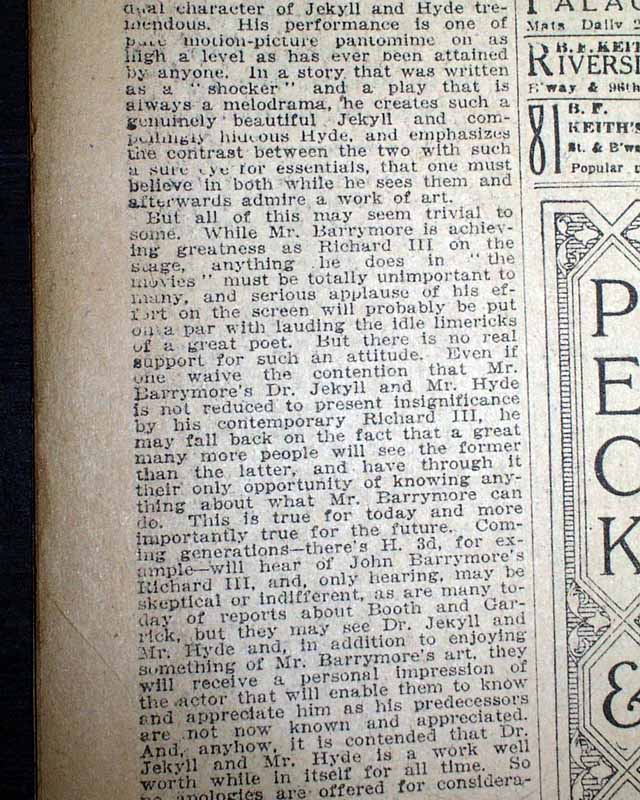 dual character of Jekyll and Hyde tre-
mendous. His performance is one of
pure motion-picture pantomime on as
high a level as has ever been attained
by anyone. In a story that was written
as a "shocker" and a play that is
always a melodrama, he creates such a
genuinely beautiful Jekyll and com-
pellingly hideous Hyde, and emphasizes
the contrast between the two with such
a sure eye for essentials, that one must
believe in both while he sees them and
afterwards admire a work of art.
But all of this may seem trivial to
some. While Mr. Barrymore is achiev-
ing greatness as Richard III on the
stage, anything he does in "the
movies" must be totally unimportant to
many, and serious applause of his ef-
fort on the screen will probably be put
on a par with lauding the idle limericks
of a great poet. But there is no real
support for such an attitude. Even if
one waive the contention that Mr.
Barrymore's Dr. Jekyll and Mr. Hyde
is not reduced to present insignificance
by his contemporary Richard III, he
may fall back on the fact that a great
many more people will see the former
than the latter, and have through it
their only opportunity of knowing any-
thing about what Mr. Barrymore can
do. This is true for today and more
importantly true for the future. Com-
ing generations—there's H. 3d, for ex-
ample—will hear of John Barrymore's
Richard III, and, only hearing, may be
skeptical or indifferent, as are many to-
day of reports about Booth and Gar-
rick, but they may see Dr. Jekyll and
Mr. Hyde and, in addition to enjoying
something of Mr. Barrymore's art, they
will receive a personal impression of
the actor that will enable them to know
and appreciate him as his predecessors
are not now known and appreciated.
And, anyhow, it is contended that Dr.
Jekyll and Mr. Hyde is a work well
worth while in itself for all time. So
no apologies are offered for considera-
PALAC
Mats. Daily 2
B. F. KEIT
RIVERSI
B'way & 96th
81
B. F.
KEITH'S
St. & B'wa
Popular
P
E
O
K
&